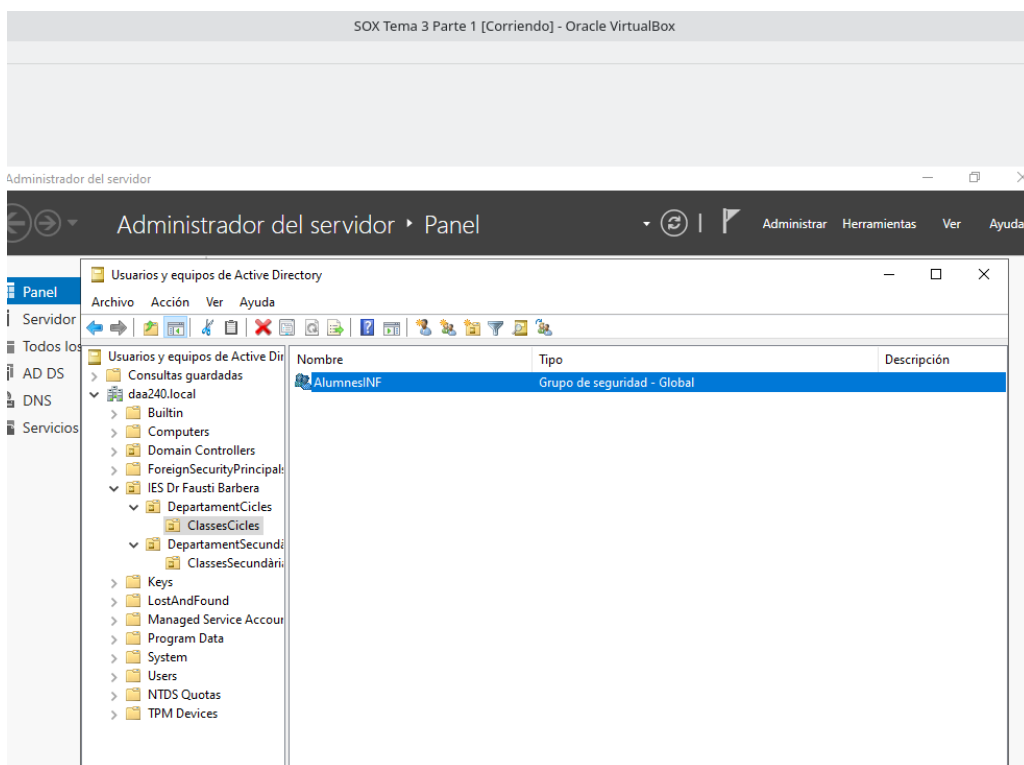 SOX Tema 3 Parte 1 [Corriendo] - Oracle VirtualBox
Administrador del servidor
Administrador del servidor ‣ Panel
Administrar Herramientas Ver Ayuda
Panel
Servidor
Todos los
AD DS
DNS
Servicios
Usuarios y equipos de Active Directory
Archivo Acción Ver Ayuda
Usuarios y equipos de Active Dir
Consultas guardadas
daa240.local
Builtin
Computers
Domain Controllers
ForeignSecurityPrincipals
IES Dr Fausti Barbera
DepartamentCicles
ClassesCicles
DepartamentSecundà
ClassesSecundàri
Keys
LostAndFound
Managed Service Accour
Program Data
System
Users
NTDS Quotas
TPM Devices
Nombre Tipo Descripción
AlumnesINF Grupo de seguridad - Global